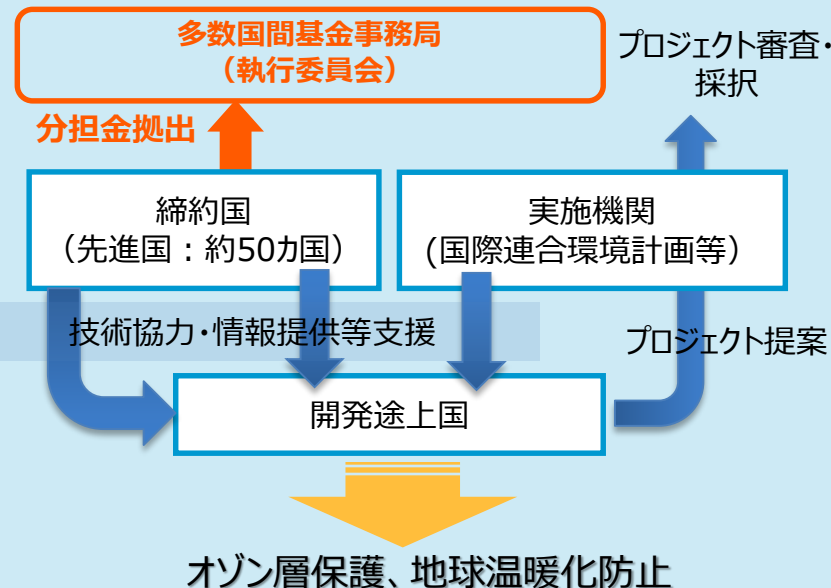 多数国間基金事務局
（執行委員会）
プロジェクト審査・
採択
分担金拠出
締約国
（先進国：約50カ国）
実施機関
(国際連合環境計画等）
技術協力・情報提供等支援
プロジェクト提案
開発途上国
オゾン層保護、地球温暖化防止